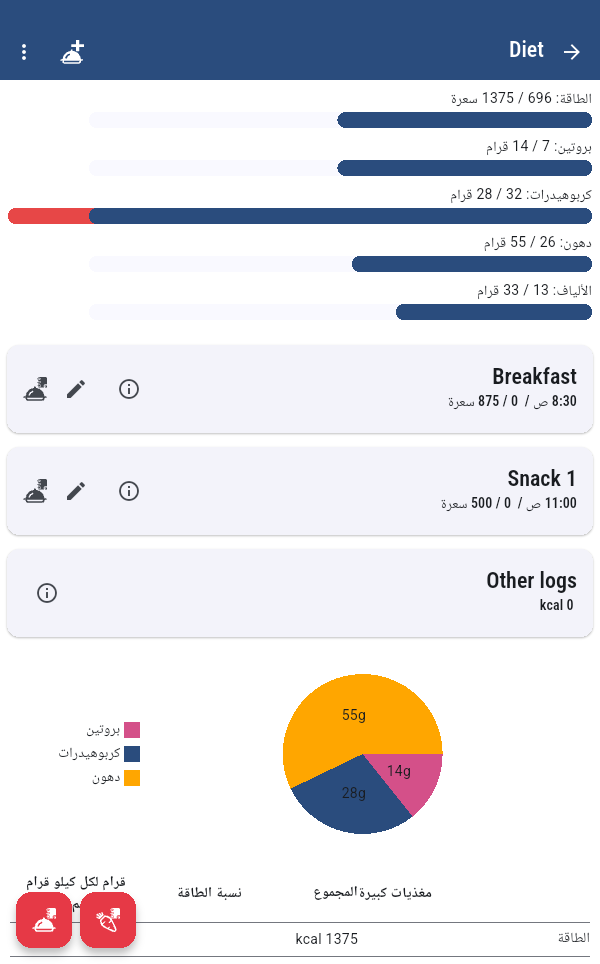 Diet
الطاقة: 696 / 1375 سعرة
بروتين: 7 / 14 قرام
كربوهيدرات: 32 / 28 قرام
دهون: 26 / 55 قرام
الألياف: 13 / 33 قرام
Breakfast
8:30 ص / 0 / 875 سعرة
Snack 1
11:00 ص / 0 / 500 سعرة
Other logs
kcal 0
55g
14g
28g
بروتين
كربوهيدرات
دهون
مغذيات كبيرة المجموع نسبة الطاقة قرام لكل كيلو قرام
الطاقة 1375 kcal